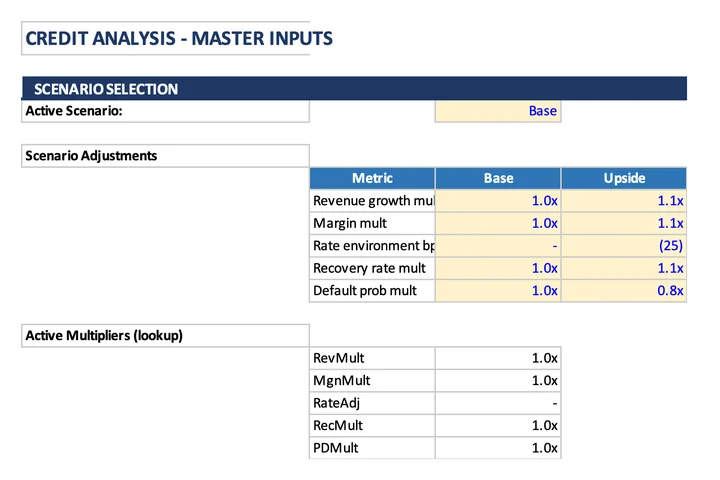 CREDIT ANALYSIS - MASTER INPUTS
SCENARIO SELECTION
Active Scenario: Base
Scenario Adjustments
Metric Base Upside
Revenue growth mul 1.0x 1.1x
Margin mult 1.0x 1.1x
Rate environment bp - (25)
Recovery rate mult 1.0x 1.1x
Default prob mult 1.0x 0.8x
Active Multipliers (lookup)
RevMult 1.0x
MgnMult 1.0x
RateAdj -
RecMult 1.0x
PDMult 1.0x